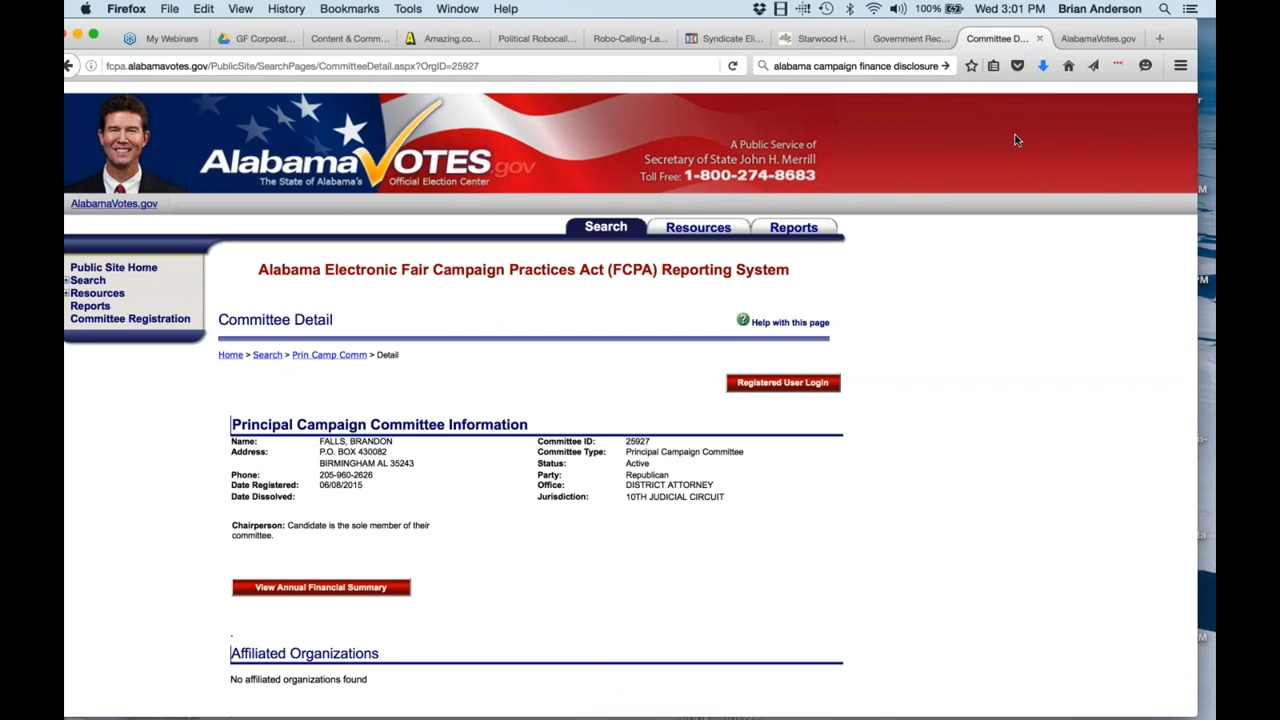 Firefox File Edit View History Bookmarks Tools Window Help 100% Wed 3:01 PM Brian Anderson
My Webinars GF Corporat... Content & Comm... Amazing.co... Political Robocall... Robo-Calling-La... Syndicate Eli... Starwood H... Government Rec... Committee D... AlabamaVotes.gov
fcpa.alabamavotes.gov/PublicSite/SearchPages/CommitteeDetail.aspx?OrgID=25927 alabama campaign finance disclosure
AlabamaVOTES.gov
The State of Alabama's Official Election Center
A Public Service of
Secretary of State John H. Merrill
Toll Free: 1-800-274-8683
AlabamaVotes.gov
Search Resources Reports
Public Site Home
Search
Resources
Reports
Committee Registration
Alabama Electronic Fair Campaign Practices Act (FCPA) Reporting System
Committee Detail
Help with this page
Home > Search > Prin Camp Comm > Detail
Registered User Login
Principal Campaign Committee Information
Name: FALLS, BRANDON Committee ID: 25927
Address: P.O. BOX 430082 Committee Type: Principal Campaign Committee
BIRMINGHAM AL 35243 Status: Active
Phone: 205-960-2626 Party: Republican
Date Registered: 06/08/2015 Office: DISTRICT ATTORNEY
Date Dissolved: Jurisdiction: 10TH JUDICIAL CIRCUIT
Chairperson: Candidate is the sole member of their
committee.
View Annual Financial Summary
Affiliated Organizations
No affiliated organizations found